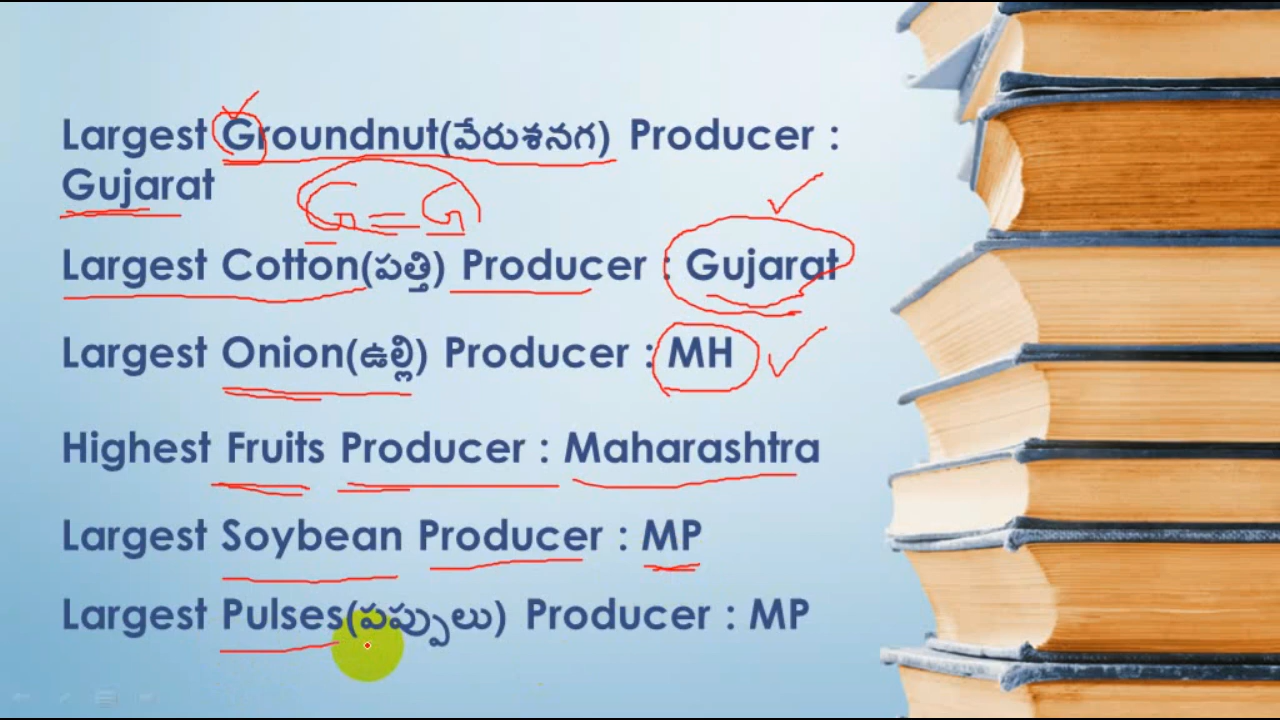 Largest Groundnut(వేరుశనగ) Producer :
Gujarat
G = G
Largest Cotton(పత్తి) Producer : Gujarat
Largest Onion(ఉల్లి) Producer : MH
Highest Fruits Producer : Maharashtra
Largest Soybean Producer : MP
Largest Pulses(పప్పులు) Producer : MP